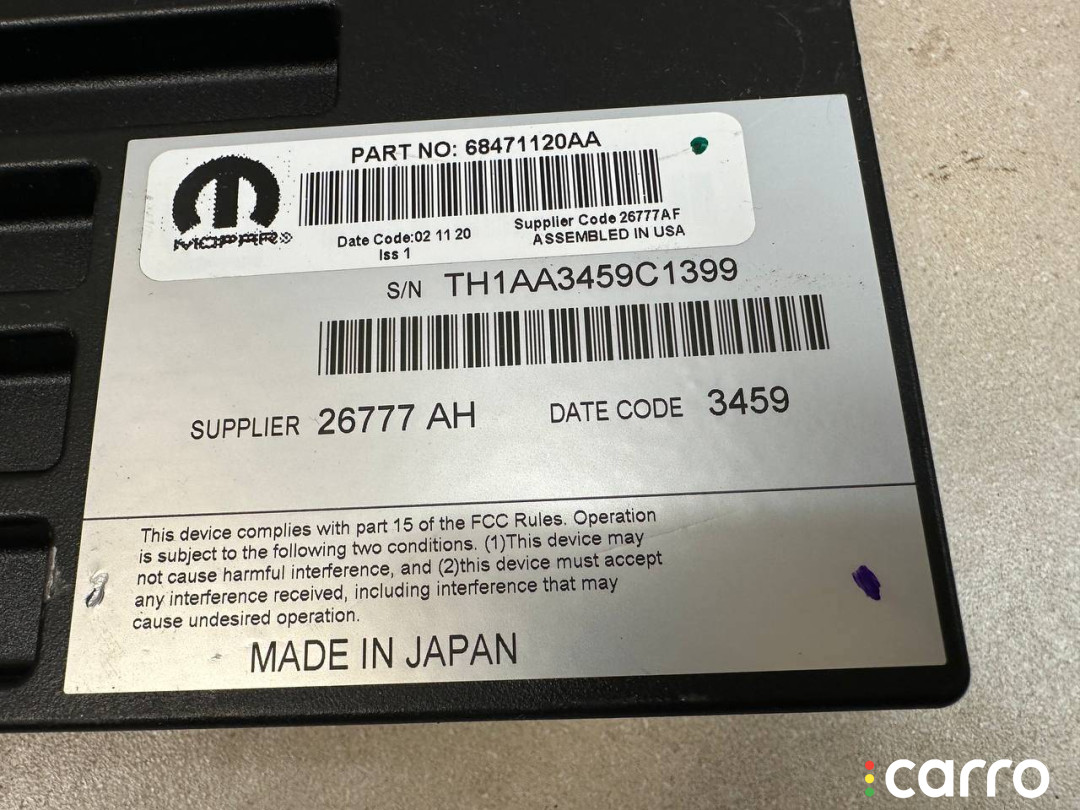 PART NO: 68471120AA
MOPAR®
Date Code:02 11 20
Supplier Code 26777AF
Iss 1
ASSEMBLED IN USA
S/N TH1AA3459C1399
SUPPLIER 26777 AH
DATE CODE 3459
This device complies with part 15 of the FCC Rules. Operation
is subject to the following two conditions. (1)This device may
not cause harmful interference, and (2)this device must accept
any interference received, including interference that may
cause undesired operation.
MADE IN JAPAN
carro